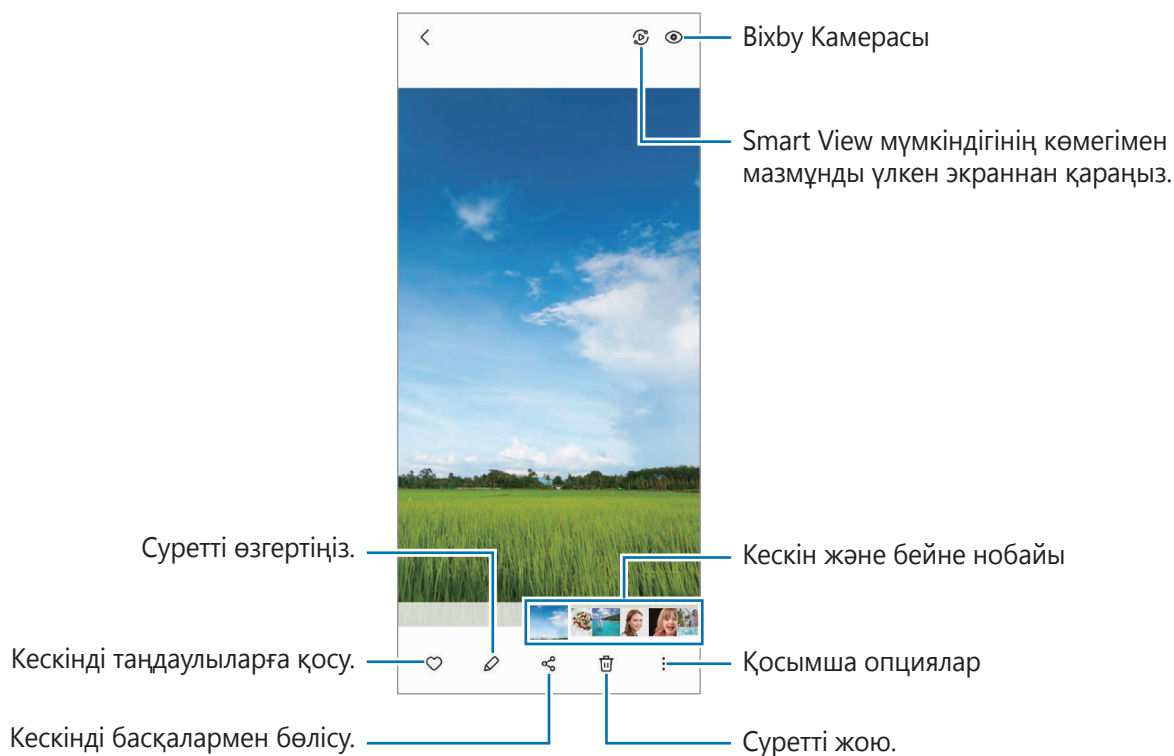 Bixby Камерасы
Smart View мүмкіндігінің көмегімен
мазмұнды үлкен экраннан қараңыз.
Суретті өзгертіңіз.
Кескін және бейне нобайы
Кескінді таңдаулыларға қосу.
Қосымша опциялар
Кескінді басқалармен бөлісу.
Суретті жою.